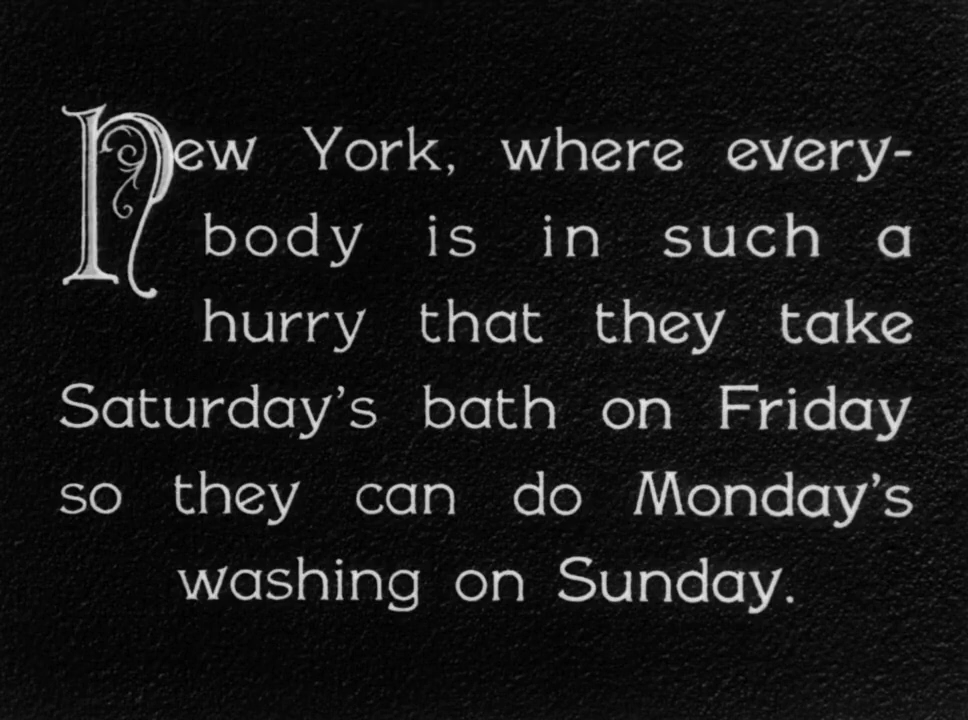 New York, where every-
body is in such a
hurry that they take
Saturday's bath on Friday
so they can do Monday's
washing on Sunday.